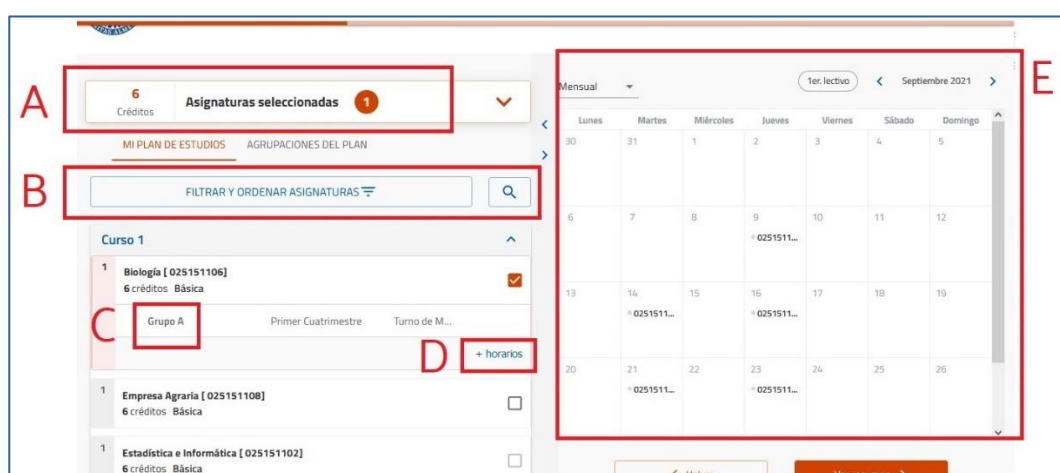 A
6
Créditos
Asignaturas seleccionadas 1
MI PLAN DE ESTUDIOS AGRUPACIONES DEL PLAN
B
FILTRAR Y ORDENAR ASIGNATURAS
Curso 1
1
Biología [ 025151106]
6 créditos Básica
C
Grupo A Primer Cuatrimestre Turno de M...
D
+ horarios
1
Empresa Agraria [ 025151108]
6 créditos Básica
1
Estadística e Informática [ 025151102]
6 créditos Básica
E
Mensual 1er. lectivo Septiembre 2021
Lunes Martes Miércoles Jueves Viernes Sábado Domingo
30 31 1 2 3 4 5
6 7 8 9 10 11 12
0251511...
13 14 15 16 17 18 19
0251511... 0251511...
20 21 22 23 24 25 26
0251511... 0251511...